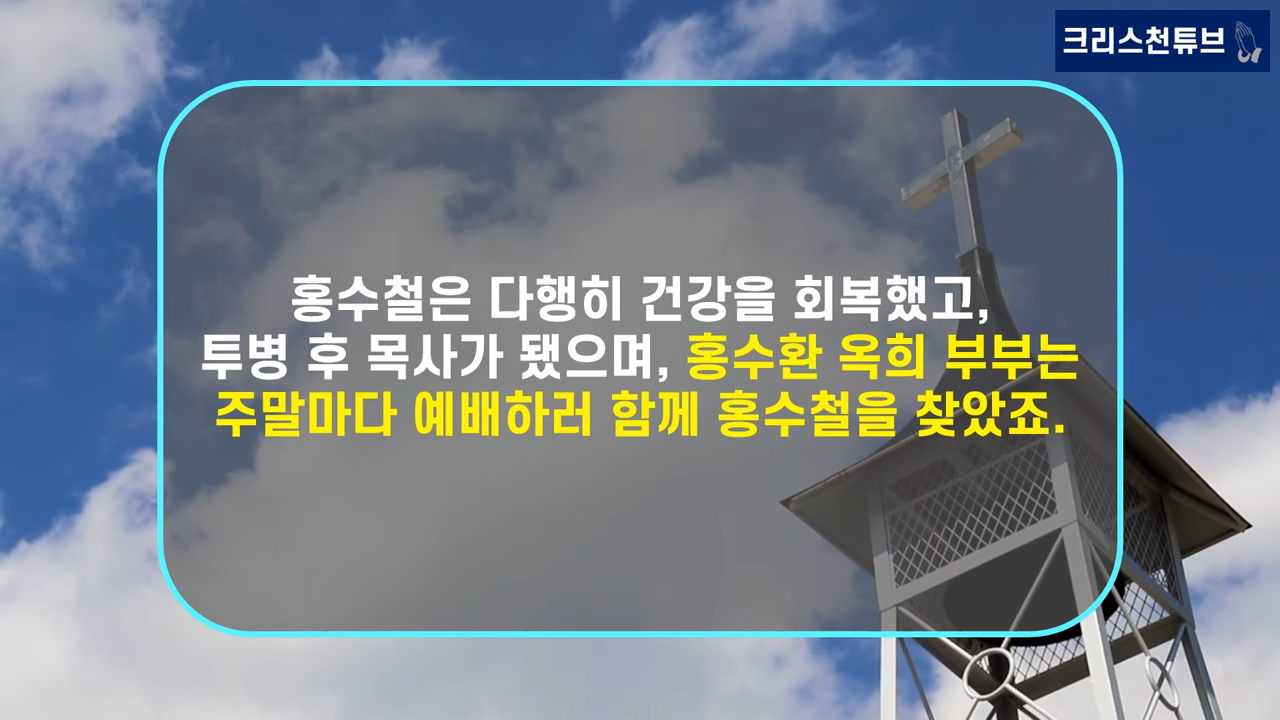 크리스천튜브
홍수철은 다행히 건강을 회복했고,
투병 후 목사가 됐으며, 홍수환 옥희 부부는
주말마다 예배하러 함께 홍수철을 찾았죠.